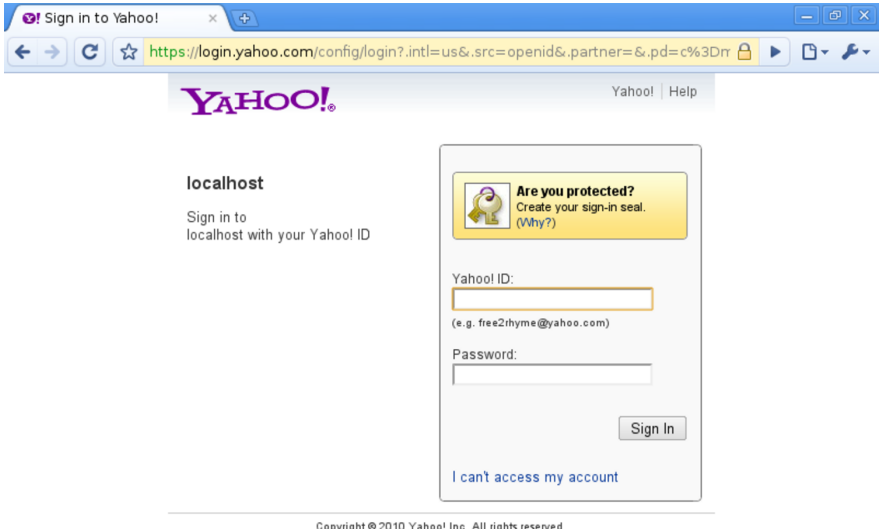 Sign in to Yahoo!
https://login.yahoo.com/config/login?.intl=us&.src=openid&.partner=&.pd=c%3Dm
YAHOO!®
Yahoo! | Help
localhost
Sign in to
localhost with your Yahoo! ID
Are you protected?
Create your sign-in seal.
(Why?)
Yahoo! ID:
(e.g. free2rhyme@yahoo.com)
Password:
Sign In
I can't access my account
Copyright © 2010 Yahoo! Inc. All rights reserved.